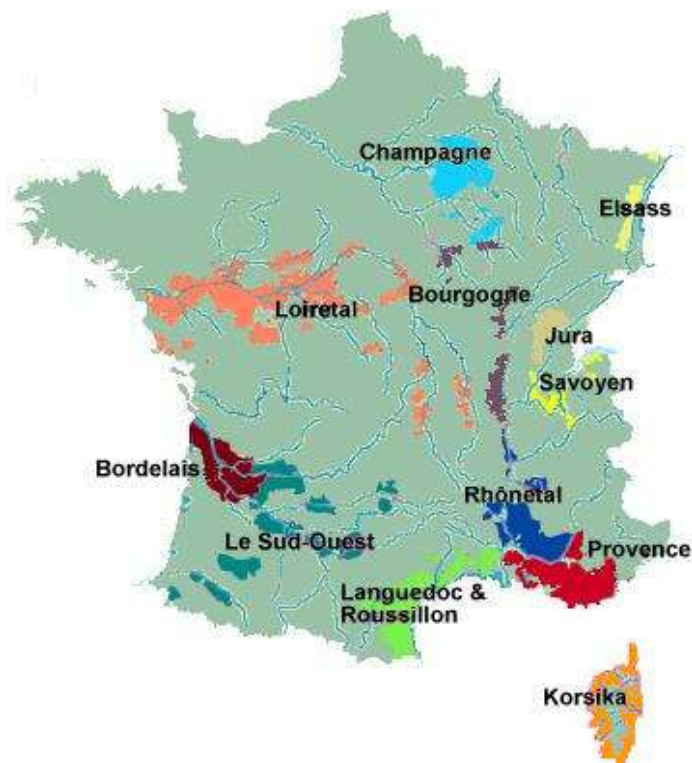 Champagne
Elsass
Bourgogne
Loiretal
Jura
Savoyen
Bordelais
Rhônetal
Le Sud-Ouest
Provence
Languedoc &
Roussillon
Korsika